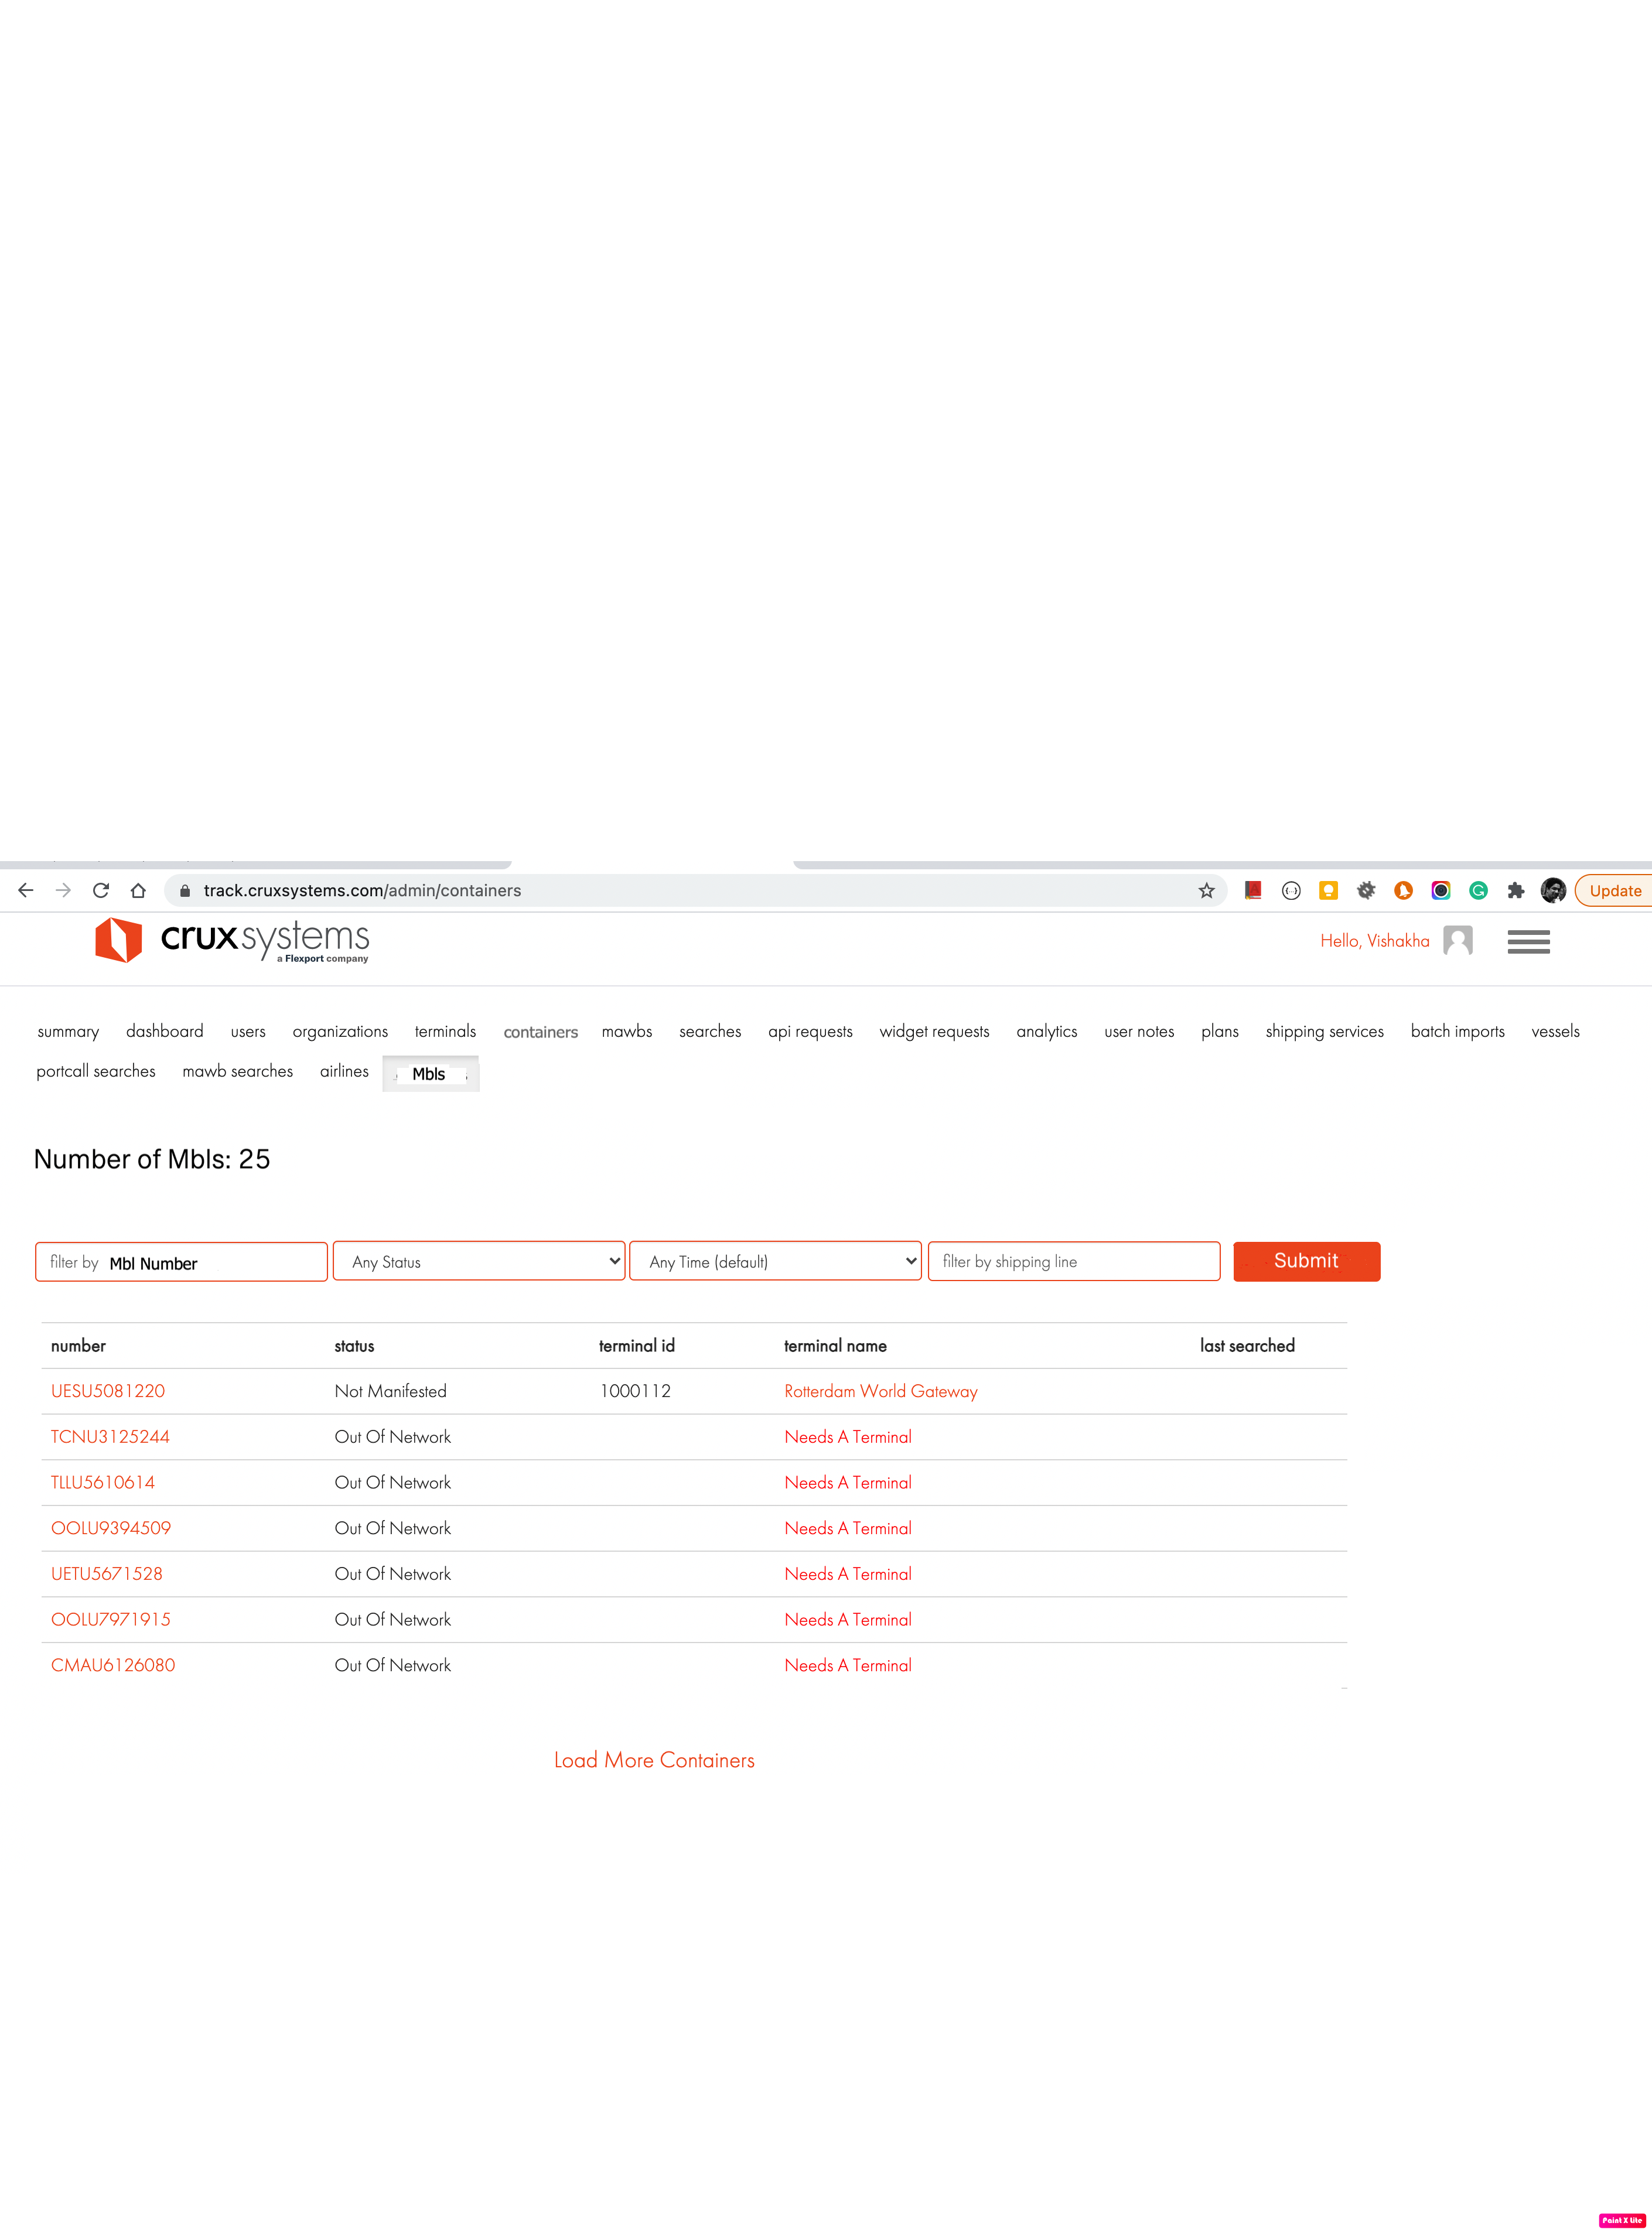 track.cruxsystems.com/admin/containers
Update
cruxsystems
a Flexport company
Hello, Vishakha
summary dashboard users organizations terminals containers mawbs searches api requests widget requests analytics user notes plans shipping services batch imports vessels
portcall searches mawb searches airlines Mbls
Number of Mbls: 25
filter by Mbl Number Any Status Any Time (default) filter by shipping line Submit
number status terminal id terminal name last searched
UESU5081220 Not Manifested 1000112 Rotterdam World Gateway
TCNU3125244 Out Of Network Needs A Terminal
TLLU5610614 Out Of Network Needs A Terminal
OOLU9394509 Out Of Network Needs A Terminal
UETU5671528 Out Of Network Needs A Terminal
OOLU7971915 Out Of Network Needs A Terminal
CMAU6126080 Out Of Network Needs A Terminal
Load More Containers
Paint X Lite